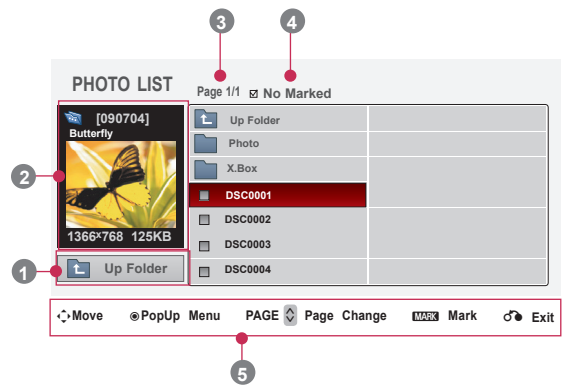 3
4
PHOTO LIST
Page 1/1 ☑ No Marked
[090704]
Butterfly
1366x768 125KB
Up Folder
Up Folder
Photo
X.Box
DSC0001
DSC0002
DSC0003
DSC0004
2
1
Move PopUp Menu PAGE Page Change MARK Mark Exit
5